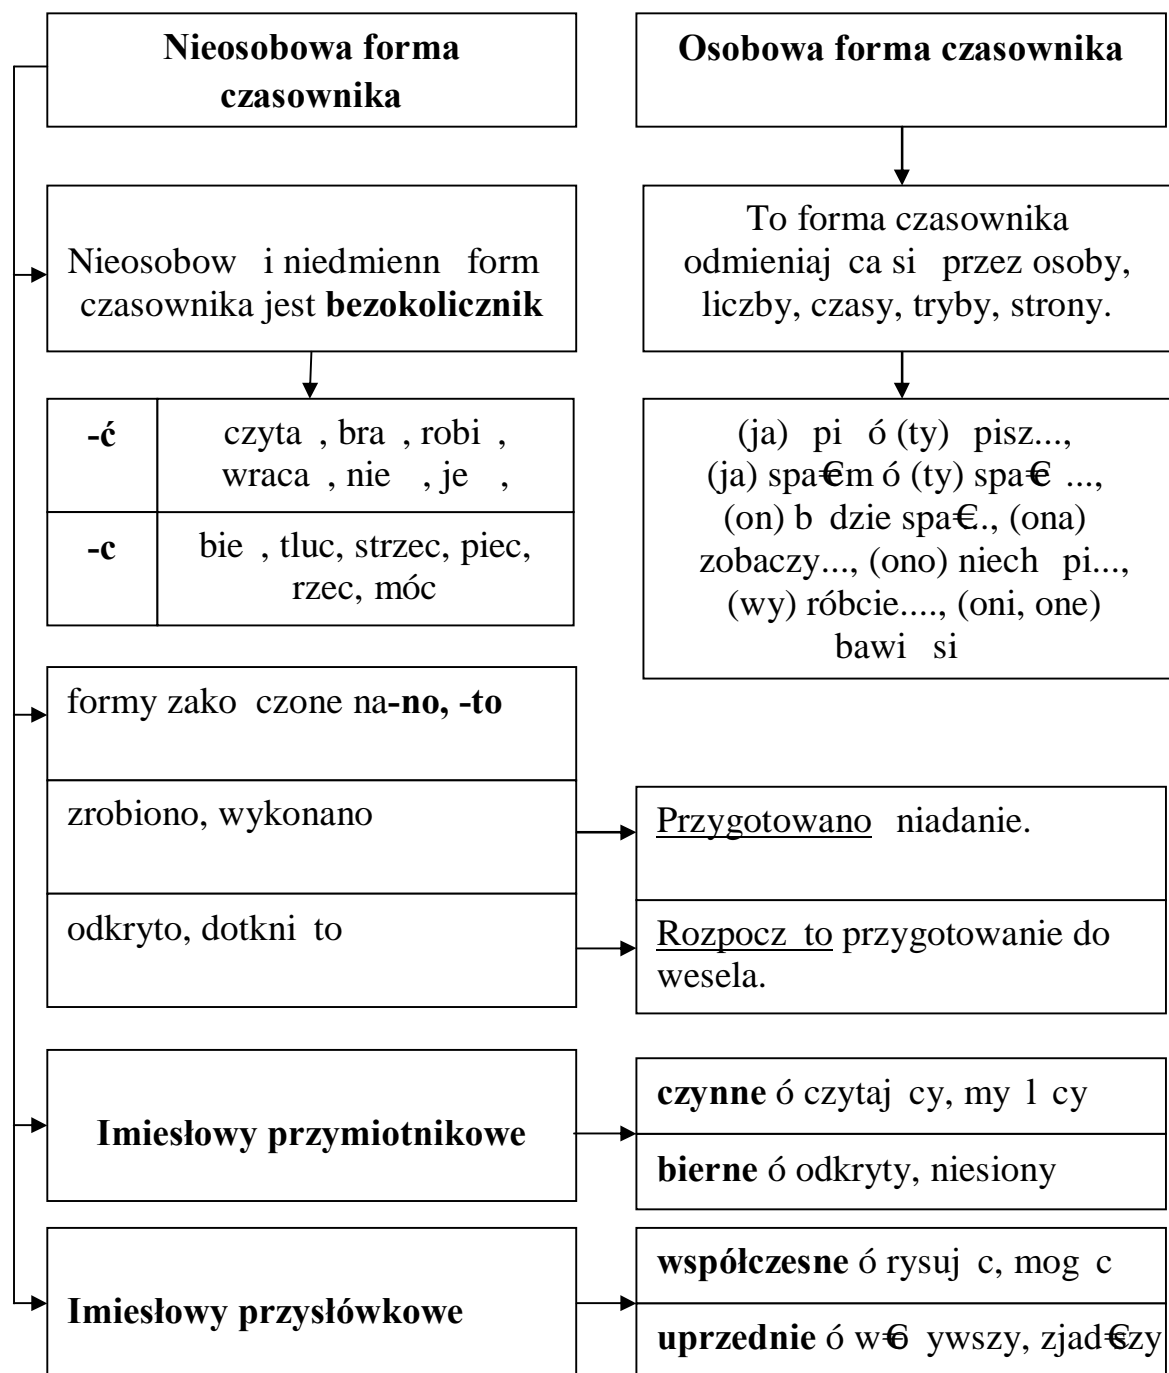 Nieosobowa forma
czasownika
Osobowa forma czasownika
Nieosobow i niedmienn form
czasownika jest bezokolicznik
To forma czasownika
odmieniaj ca si przez osoby,
liczby, czasy, tryby, strony.
-ć
czyta , bra , robi ,
wraca , nie , je ,
-c
bie , tluc, strzec, piec,
rzec, móc
(ja) pi ó (ty) pisz...,
(ja) spa€m ó (ty) spa€ ...,
(on) b dzie spa€.., (ona)
zobaczy..., (ono) niech pi...,
(wy) róbcie...., (oni, one)
bawi si
formy zako czone na-no, -to
zrobiono, wykonano
Przygotowano niadanie.
odkryto, dotkni to
Rozpocz to przygotowanie do
wesela.
Imiesłowy przymiotnikowe
czynne ó czytaj cy, my l cy
bierne ó odkryty, niesiony
Imiesłowy przysłówkowe
współczesne ó rysuj c, mog c
uprzednie ó w€ ywszy, zjad€szy